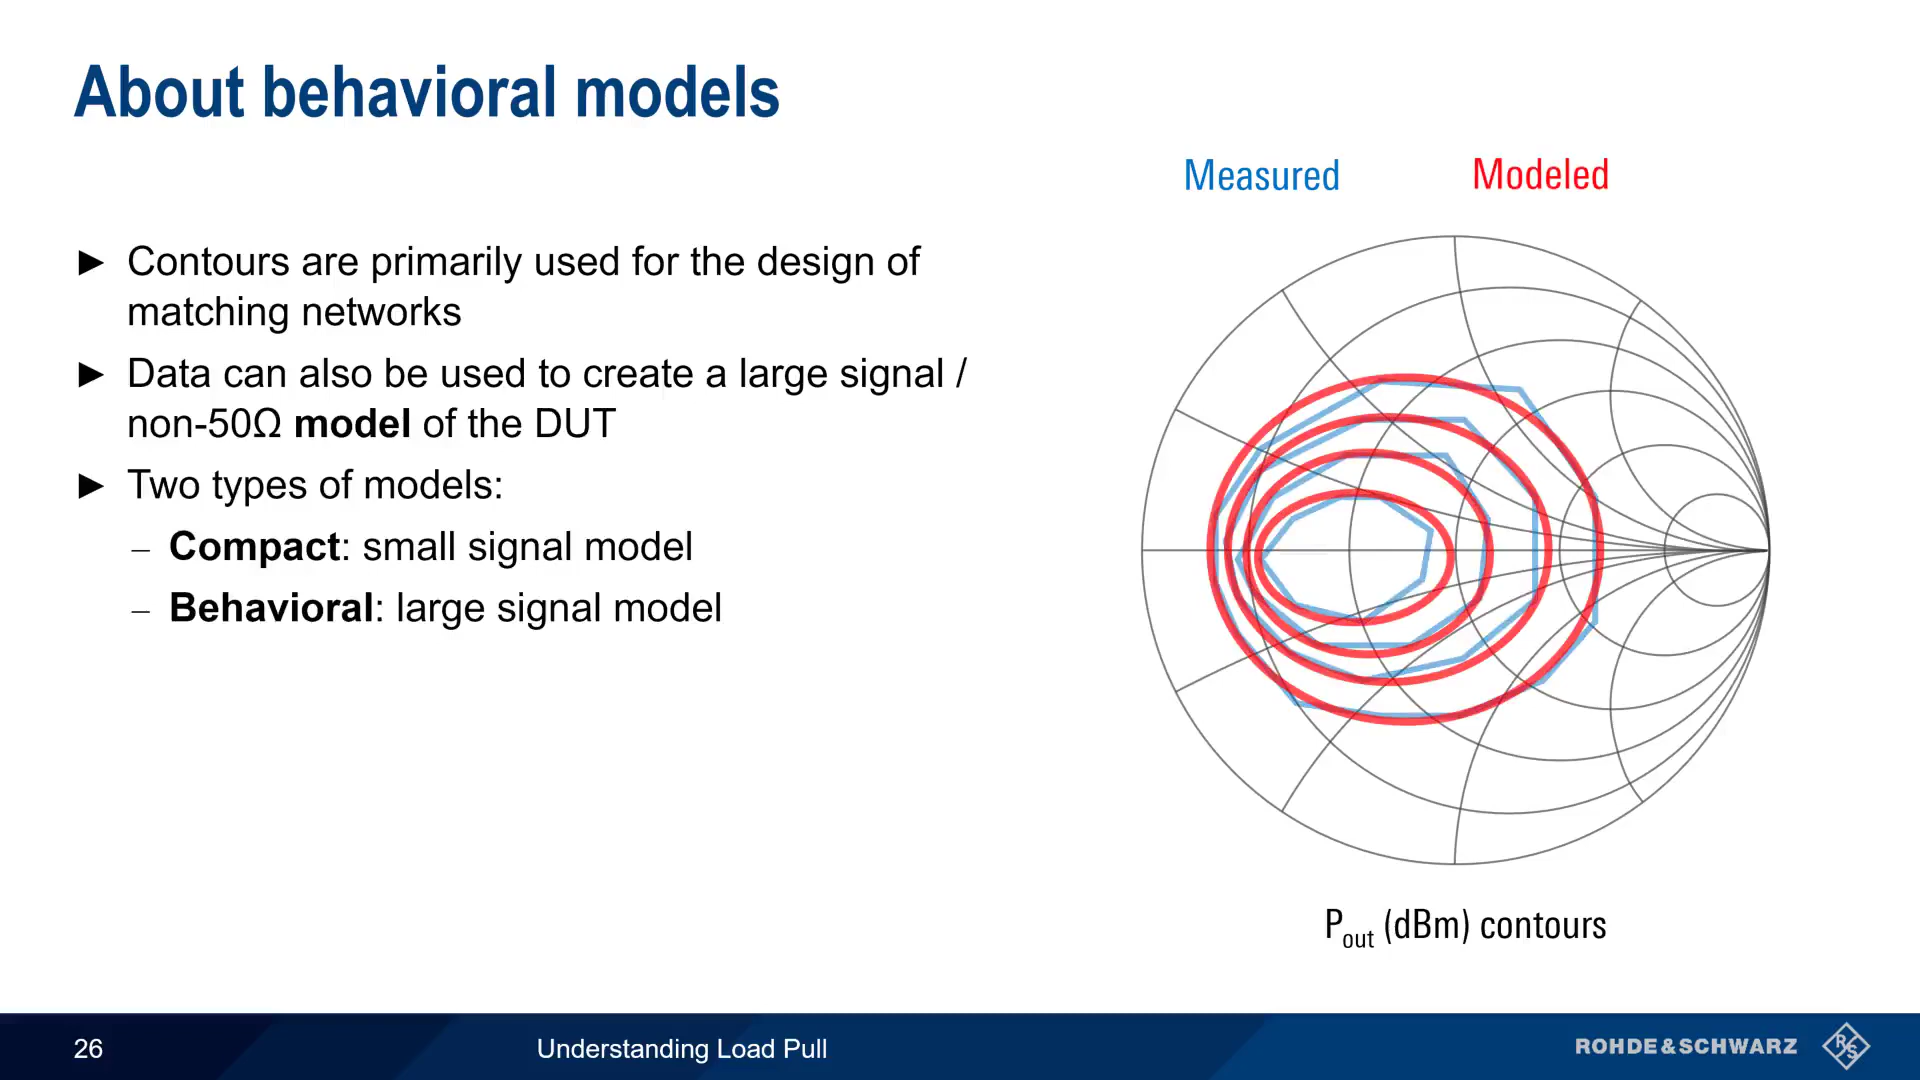 About behavioral models
Measured
Modeled
► Contours are primarily used for the design of
matching networks
► Data can also be used to create a large signal /
non-50Ω model of the DUT
► Two types of models:
– Compact: small signal model
– Behavioral: large signal model
Pout (dBm) contours
26
Understanding Load Pull
ROHDE&SCHWARZ
R&S